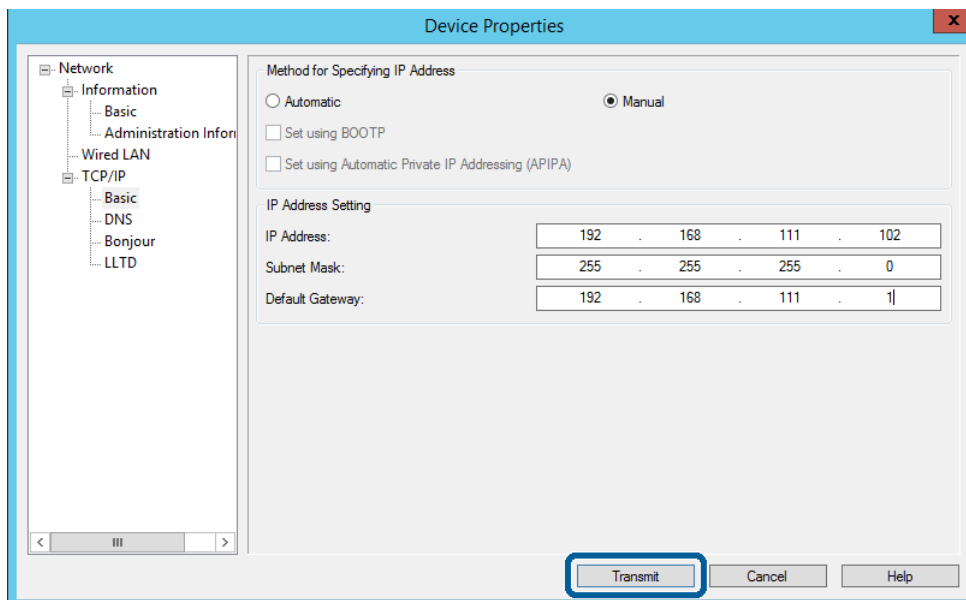 Device Properties
x
Network
Information
Basic
Administration Inforr
Wired LAN
TCP/IP
Basic
DNS
Bonjour
LLTD
Method for Specifying IP Address
Automatic
Manual
Set using BOOTP
Set using Automatic Private IP Addressing (APIPA)
IP Address Setting
IP Address: 192 . 168 . 111 . 102
Subnet Mask: 255 . 255 . 255 . 0
Default Gateway: 192 . 168 . 111 . 1
Transmit Cancel Help